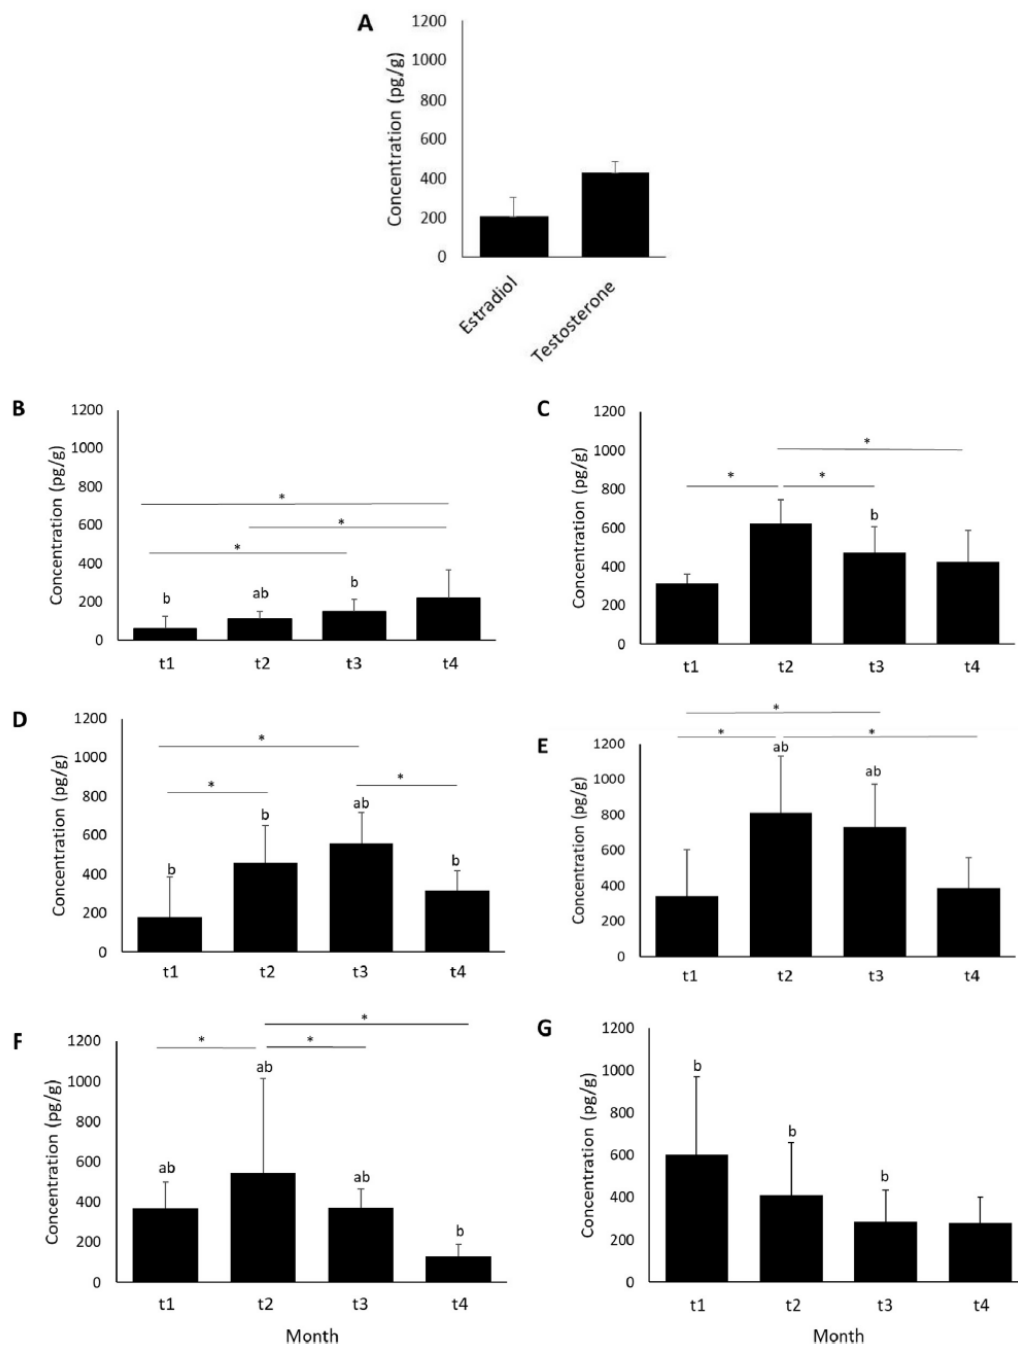 A
1200
1000
800
600
400
200
0
Concentration (pg/g)
Estradiol
Testosterone
B
1200
1000
800
600
400
200
0
Concentration (pg/g)
*
*
*
b
ab
b
t1 t2 t3 t4
C
1200
1000
800
600
400
200
0
Concentration (pg/g)
*
* *
b
t1 t2 t3 t4
D
1200
1000
800
600
400
200
0
Concentration (pg/g)
*
* *
b b ab b
t1 t2 t3 t4
E
1200
1000
800
600
400
200
0
Concentration (pg/g)
*
* *
ab ab
t1 t2 t3 t4
F
1200
1000
800
600
400
200
0
Concentration (pg/g)
*
* *
ab ab ab b
t1 t2 t3 t4
Month
G
1200
1000
800
600
400
200
0
Concentration (pg/g)
b b b
t1 t2 t3 t4
Month